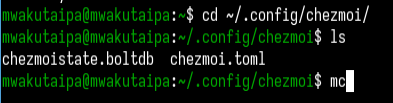 mwakutaipa@mwakutaipa:~$ cd ~/.config/chezmoi/
mwakutaipa@mwakutaipa:~/.config/chezmoi$ ls
chezmoistate.boltdb  chezmoi.toml
mwakutaipa@mwakutaipa:~/.config/chezmoi$ mc